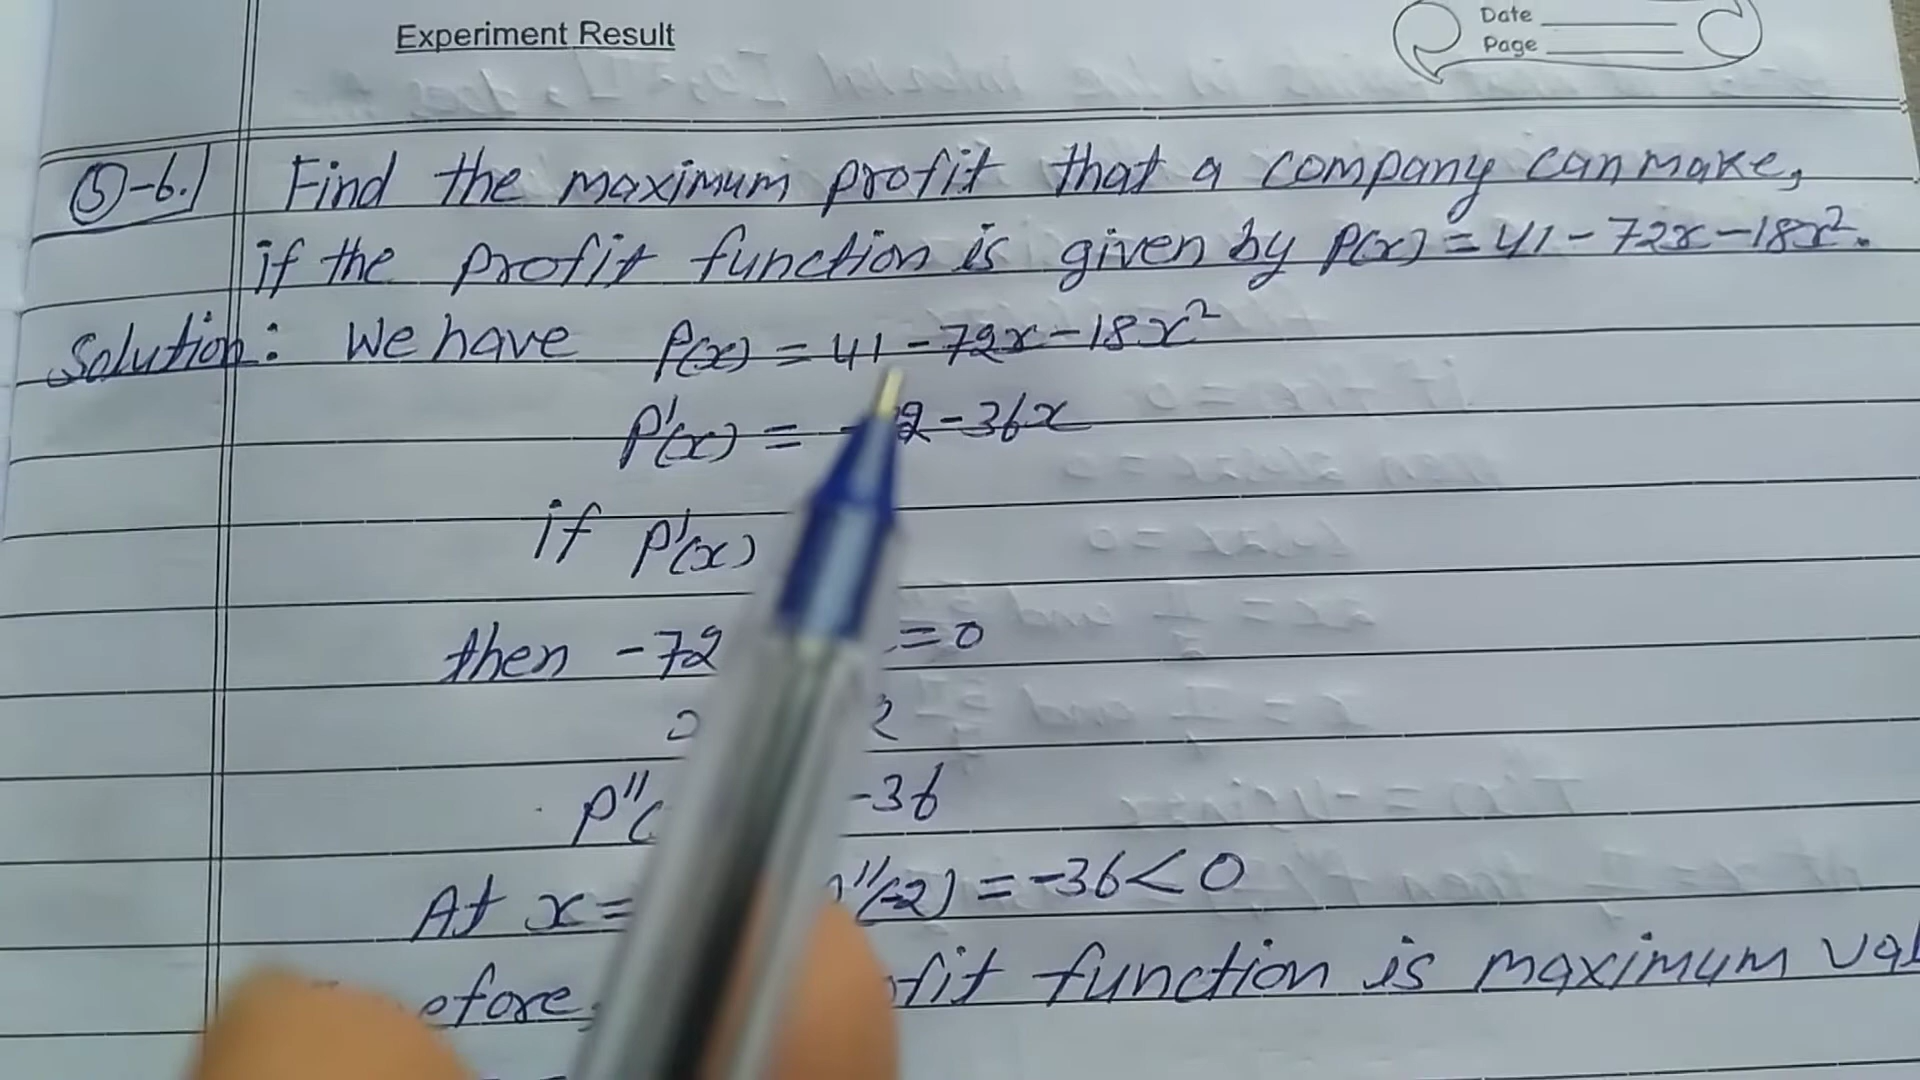 Experiment Result
Date
Page
5-6.) Find the maximum profit that a company can make,
if the profit function is given by P(x) = 41 - 72x - 18x².
Solution: We have P(x) = 41 - 72x - 18x²
P'(x) = - 2 - 36x
if P'(x)
then - 72 = 0
2
P''( -36
At x = ''(-2) = -36 < 0
efore, fit function is maximum val